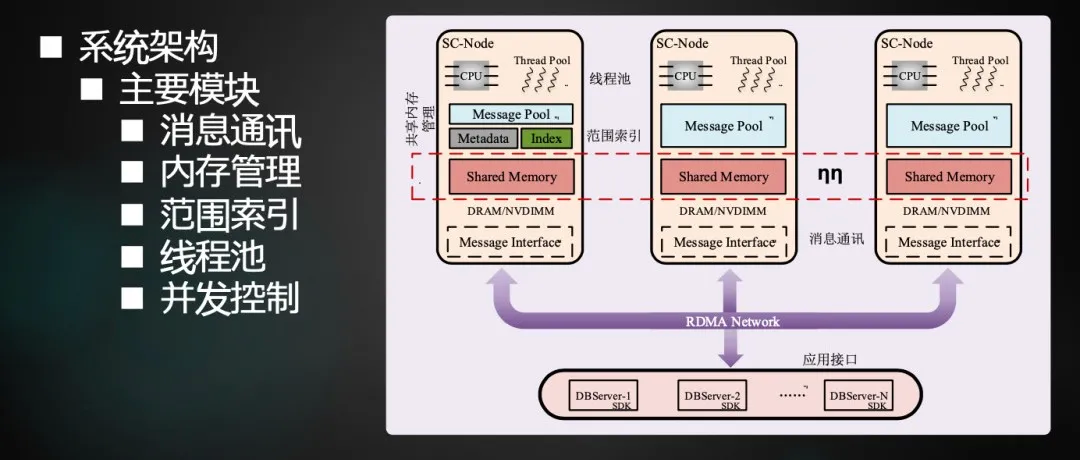 系统架构
主要模块
消息通讯
内存管理
范围索引
线程池
并发控制
SC-Node
CPU
Thread Pool
线程池
Message Pool
Metadata
Index
范围索引
共享内存
管理
Shared Memory
DRAM/NVDIMM
Message Interface
SC-Node
CPU
Thread Pool
Message Pool
Shared Memory
DRAM/NVDIMM
Message Interface
ηη
消息通讯
SC-Node
CPU
Thread Pool
Message Pool
Shared Memory
DRAM/NVDIMM
Message Interface
RDMA Network
应用接口
DBServer-1
SDK
DBServer-2
SDK
······
DBServer-N
SDK